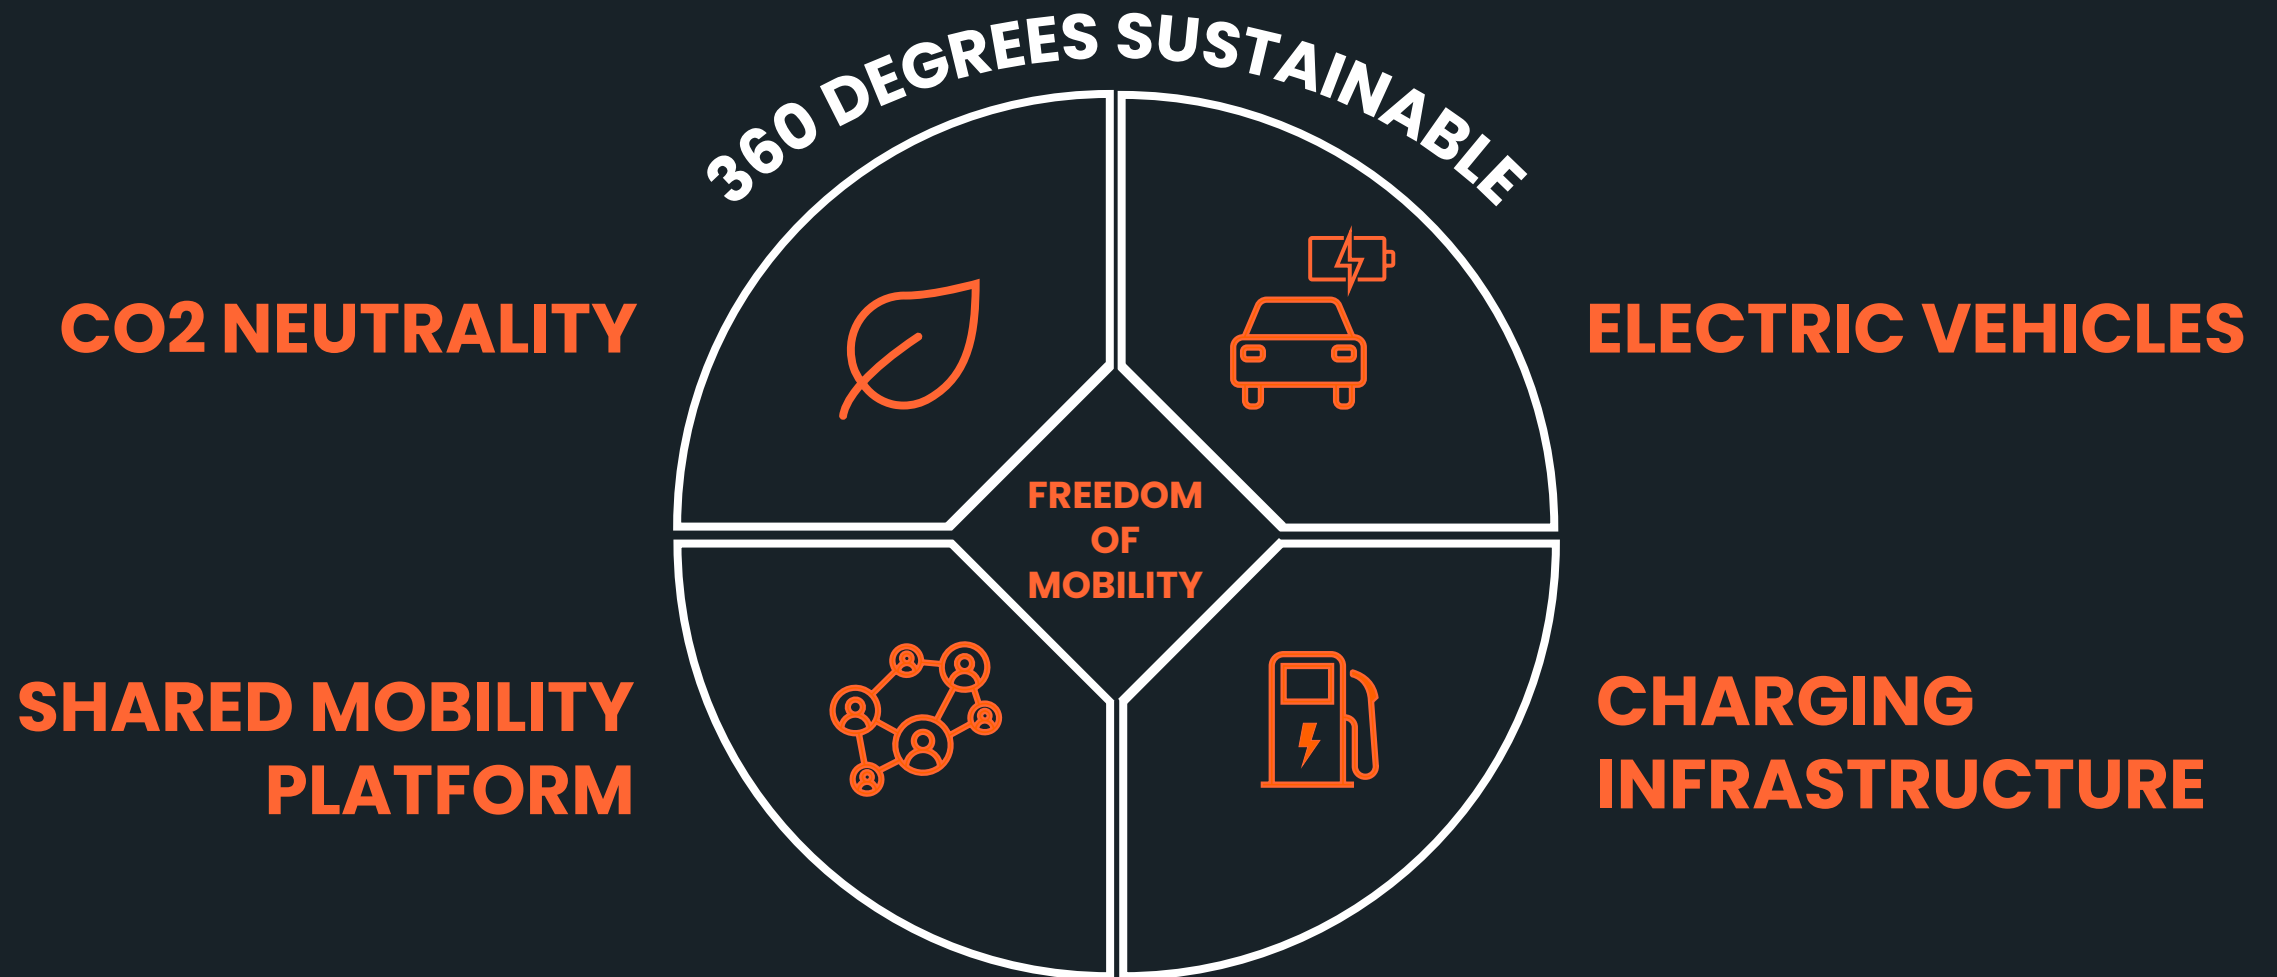 360 DEGREES SUSTAINABLE
CO2 NEUTRALITY
ELECTRIC VEHICLES
FREEDOM
OF
MOBILITY
SHARED MOBILITY
PLATFORM
CHARGING
INFRASTRUCTURE